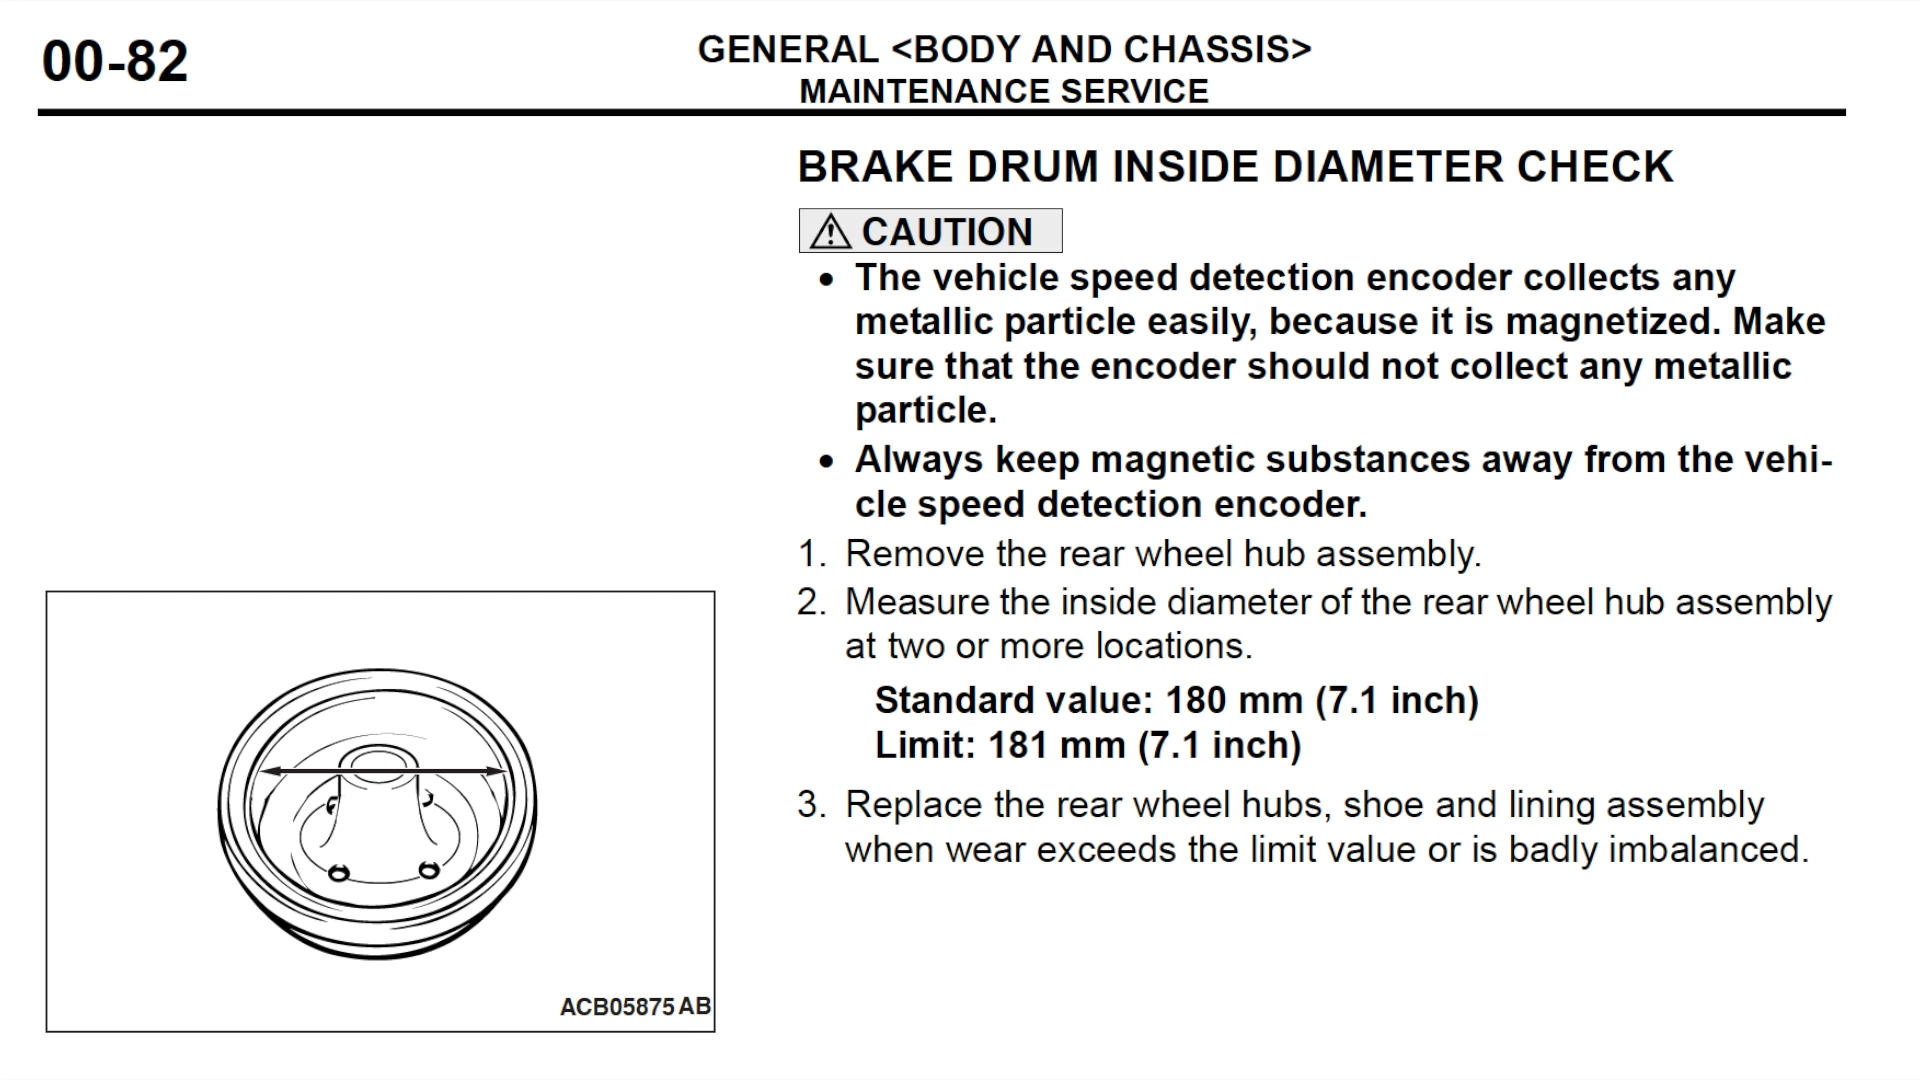 00-82
GENERAL <BODY AND CHASSIS>
MAINTENANCE SERVICE
BRAKE DRUM INSIDE DIAMETER CHECK
⚠ CAUTION
• The vehicle speed detection encoder collects any
metallic particle easily, because it is magnetized. Make
sure that the encoder should not collect any metallic
particle.
• Always keep magnetic substances away from the vehi-
cle speed detection encoder.
1. Remove the rear wheel hub assembly.
2. Measure the inside diameter of the rear wheel hub assembly
at two or more locations.
Standard value: 180 mm (7.1 inch)
Limit: 181 mm (7.1 inch)
3. Replace the rear wheel hubs, shoe and lining assembly
when wear exceeds the limit value or is badly imbalanced.
ACB05875 AB